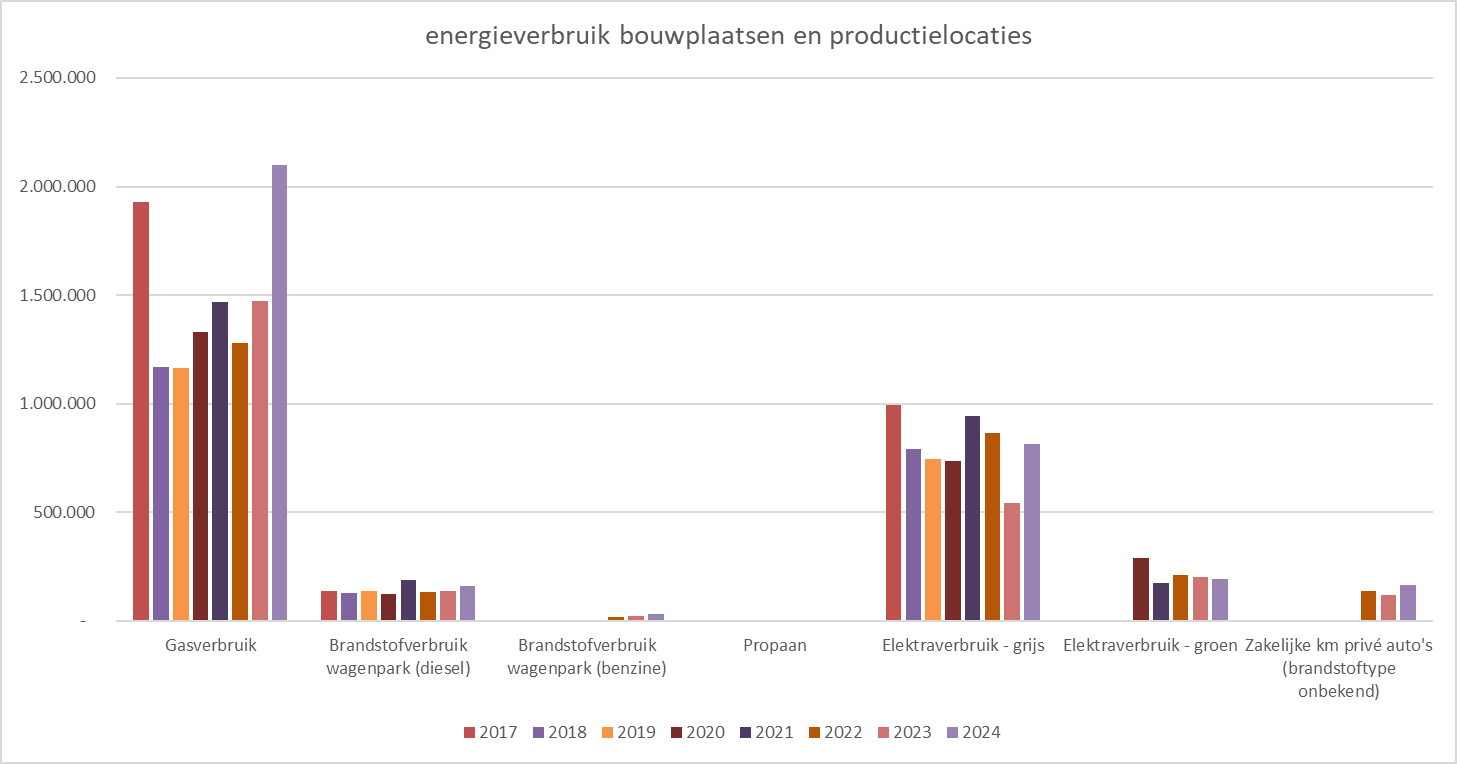 energieverbruik bouwplaatsen en productielocaties
2.500.000
2.000.000
1.500.000
1.000.000
500.000
-
Gasverbruik
Brandstofverbruik
wagenpark (diesel)
Brandstofverbruik
wagenpark (benzine)
Propaan
Elektraverbruik - grijs
Elektraverbruik - groen
Zakelijke km privé auto's
(brandstoftype
onbekend)
2017 2018 2019 2020 2021 2022 2023 2024